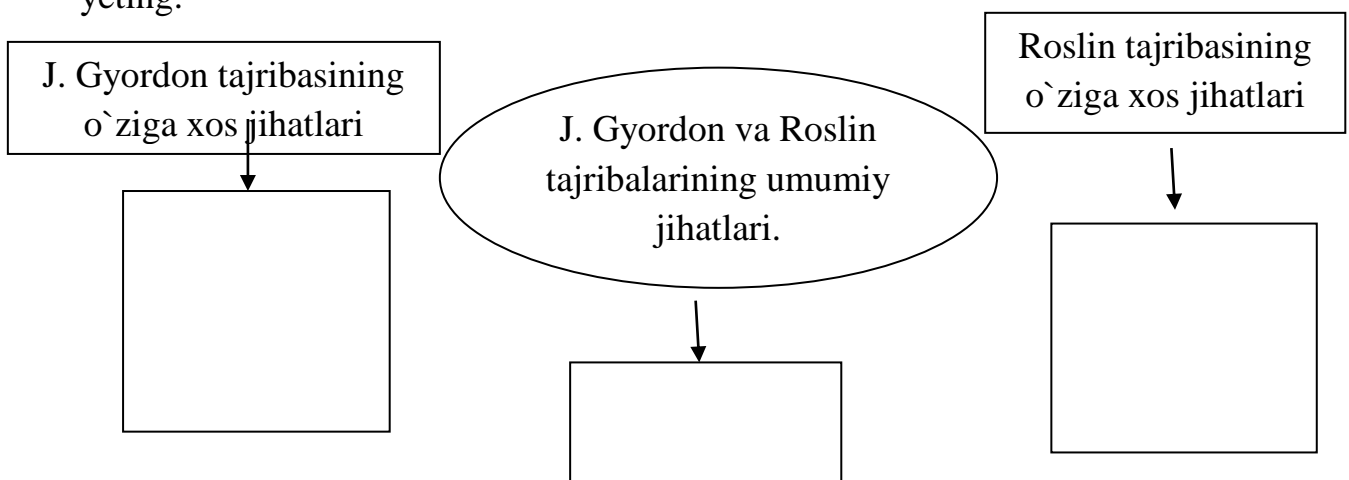 yeting.
J. Gyordon tajribasining
o`ziga xos jihatlari
J. Gyordon va Roslin
tajribalarining umumiy
jihatlari.
Roslin tajribasining
o`ziga xos jihatlari